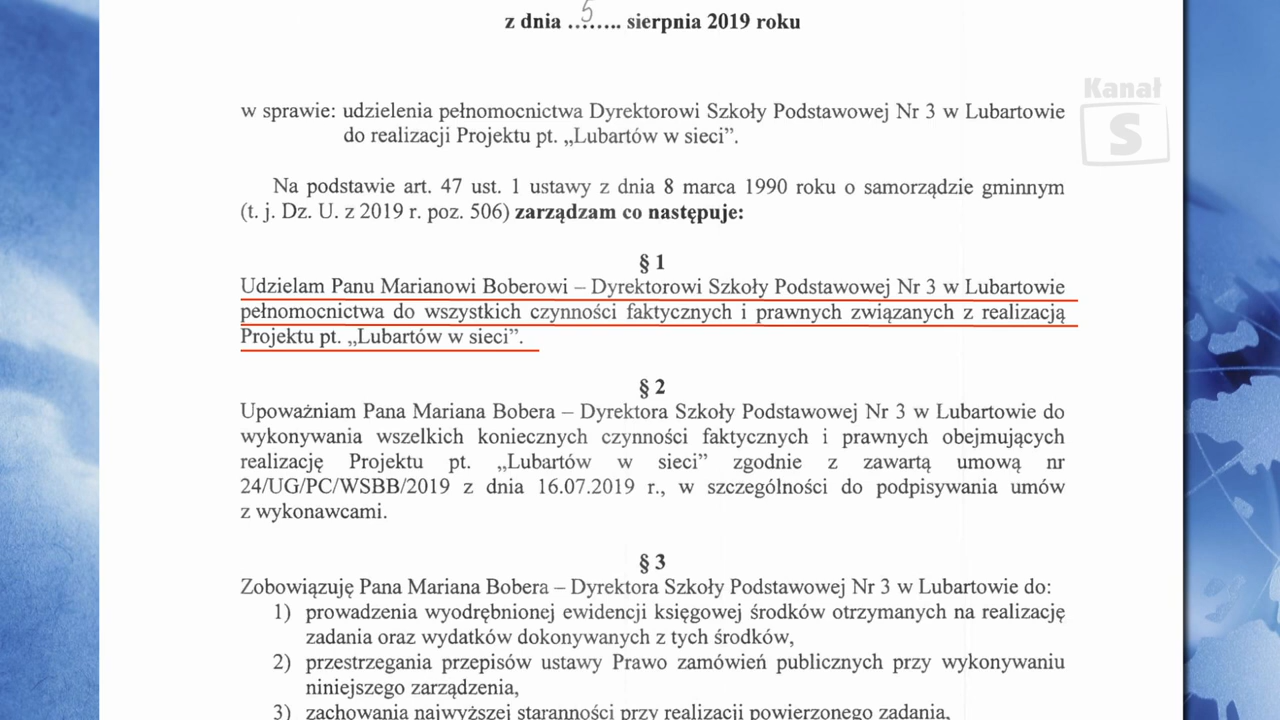 z dnia ..5..... sierpnia 2019 roku
Kanał
S
w sprawie: udzielenia pełnomocnictwa Dyrektorowi Szkoły Podstawowej Nr 3 w Lubartowie
do realizacji Projektu pt. „Lubartów w sieci”.
Na podstawie art. 47 ust. 1 ustawy z dnia 8 marca 1990 roku o samorządzie gminnym
(t. j. Dz. U. z 2019 r. poz. 506) zarządzam co następuje:
§ 1
Udzielam Panu Marianowi Boberowi – Dyrektorowi Szkoły Podstawowej Nr 3 w Lubartowie
pełnomocnictwa do wszystkich czynności faktycznych i prawnych związanych z realizacją
Projektu pt. „Lubartów w sieci”.
§ 2
Upoważniam Pana Mariana Bobera – Dyrektora Szkoły Podstawowej Nr 3 w Lubartowie do
wykonywania wszelkich koniecznych czynności faktycznych i prawnych obejmujących
realizację Projektu pt. „Lubartów w sieci” zgodnie z zawartą umową nr
24/UG/PC/WSBB/2019 z dnia 16.07.2019 r., w szczególności do podpisywania umów
z wykonawcami.
§ 3
Zobowiązuję Pana Mariana Bobera – Dyrektora Szkoły Podstawowej Nr 3 w Lubartowie do:
1) prowadzenia wyodrębnionej ewidencji księgowej środków otrzymanych na realizację
zadania oraz wydatków dokonywanych z tych środków,
2) przestrzegania przepisów ustawy Prawo zamówień publicznych przy wykonywaniu
niniejszego zarządzenia,
3) zachowania najwyższej staranności przy realizacji powierzonego zadania,